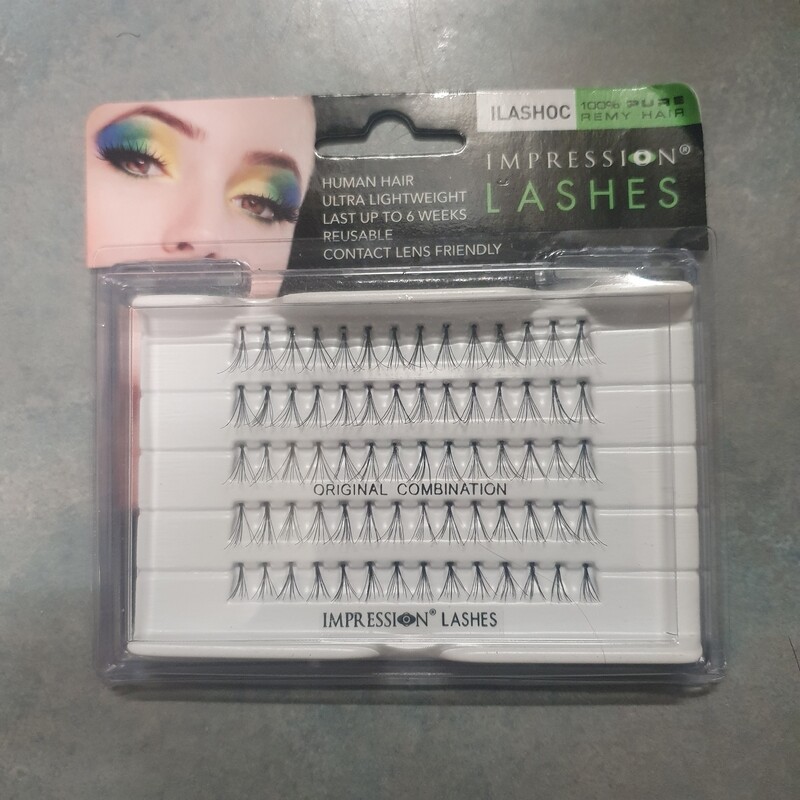 ILASHOC
100% PURE
REMY HAIR
IMPRESSION®
LASHES
HUMAN HAIR
ULTRA LIGHTWEIGHT
LAST UP TO 6 WEEKS
REUSABLE
CONTACT LENS FRIENDLY
ORIGINAL COMBINATION
IMPRESSION® LASHES